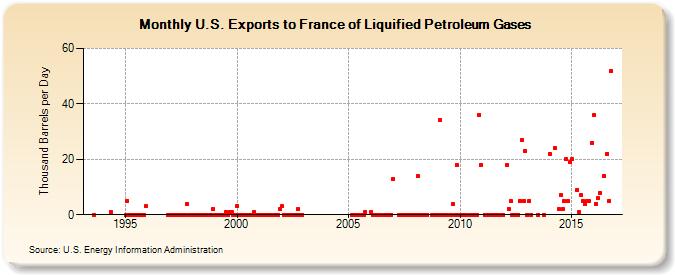 Monthly U.S. Exports to France of Liquified Petroleum Gases
Thousand Barrels per Day
60
40
20
0
1995 2000 2005 2010 2015
Source: U.S. Energy Information Administration